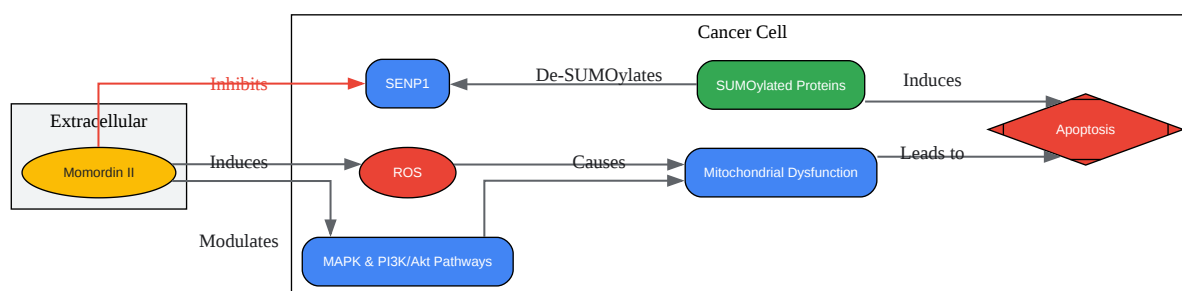 Cancer Cell
Inhibits
SENP1
De-SUMOylates
SUMOylated Proteins
Induces
Extracellular
Apoptosis
Momordin II
Induces
ROS
Causes
Mitochondrial Dysfunction
Leads to
Modulates
MAPK & PI3K/Akt Pathways